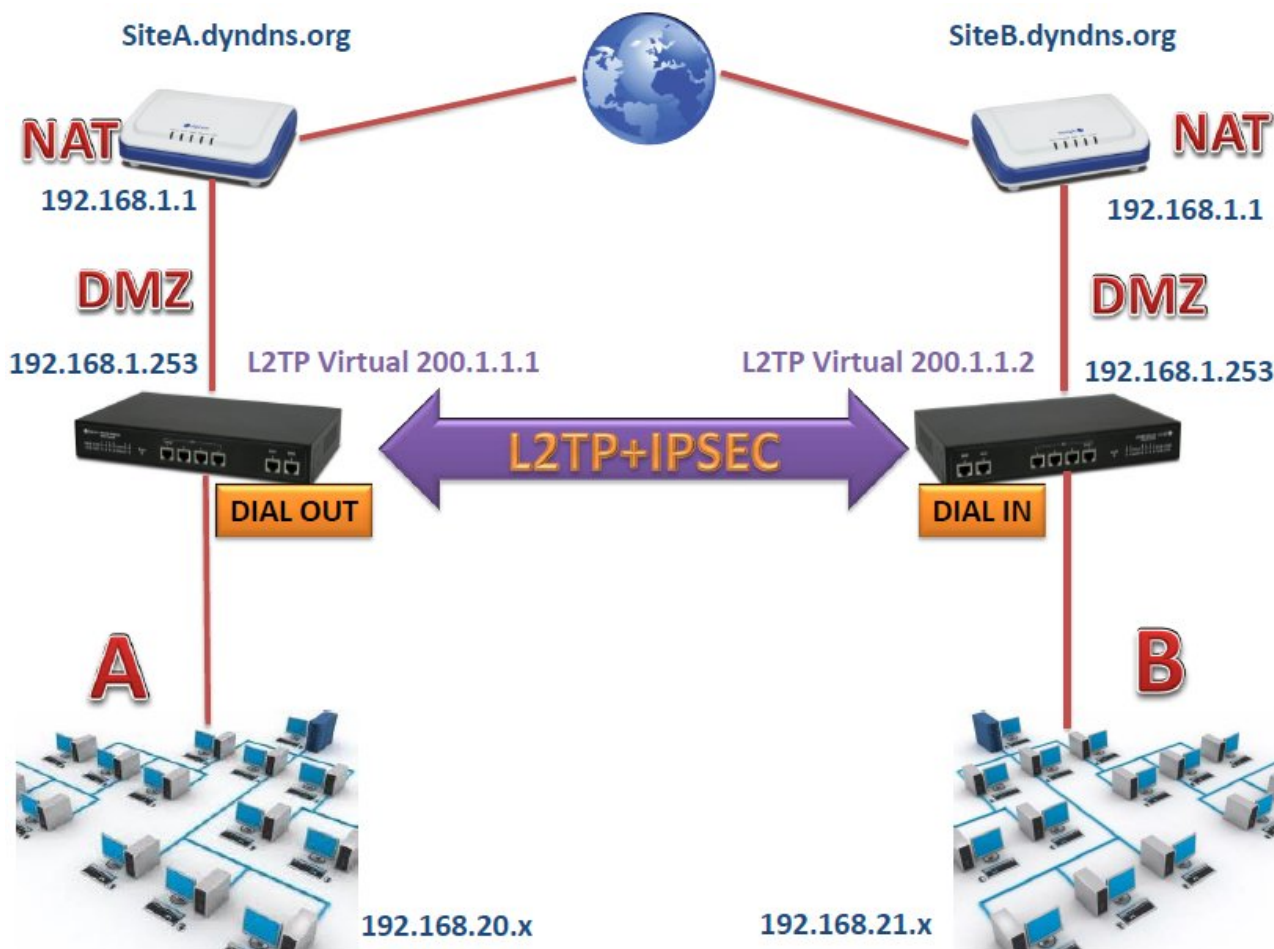 SiteA.dyndns.org
SiteB.dyndns.org
NAT
NAT
192.168.1.1
192.168.1.1
DMZ
DMZ
192.168.1.253
L2TP Virtual 200.1.1.1
L2TP Virtual 200.1.1.2
192.168.1.253
L2TP+IPSEC
DIAL OUT
DIAL IN
A
B
192.168.20.x
192.168.21.x